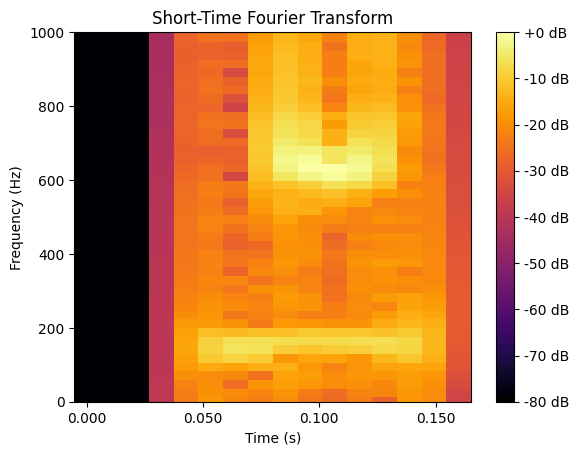 Short-Time Fourier Transform
1000
800
600
400
200
0
Frequency (Hz)
0.000
0.050
0.100
0.150
Time (s)
+0 dB
-10 dB
-20 dB
-30 dB
-40 dB
-50 dB
-60 dB
-70 dB
-80 dB